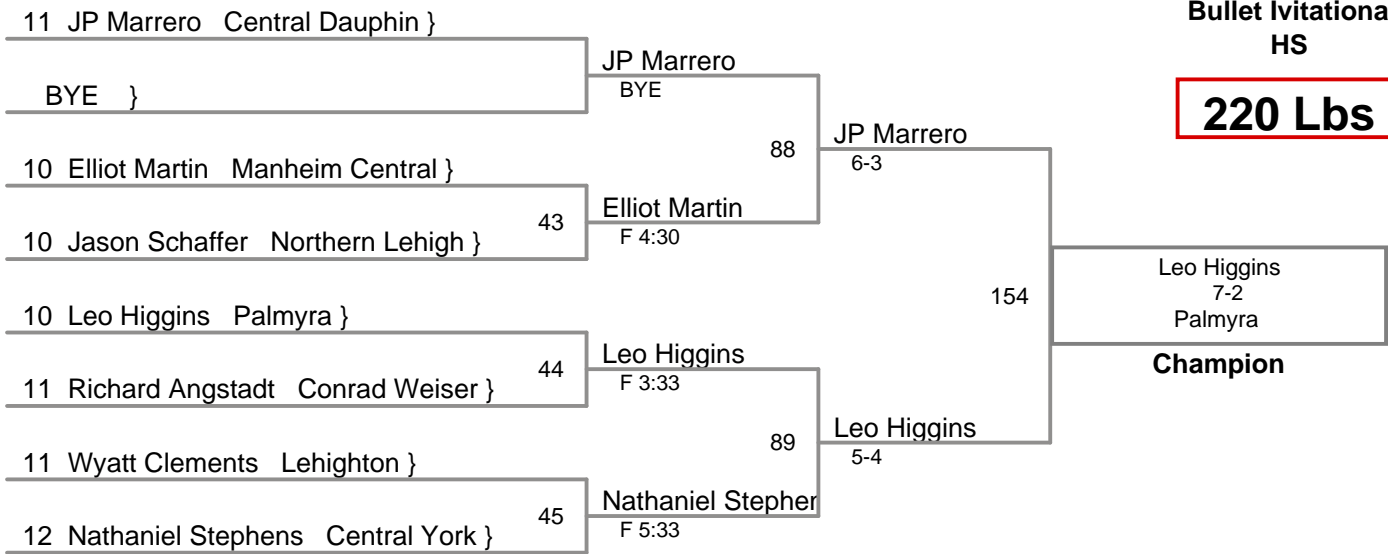 11 JP Marrero Central Dauphin }
BYE }
10 Elliot Martin Manheim Central }
10 Jason Schaffer Northern Lehigh }
10 Leo Higgins Palmyra }
11 Richard Angstadt Conrad Weiser }
11 Wyatt Clements Lehighton }
12 Nathaniel Stephens Central York }
43
44
45
JP Marrero
BYE
Elliot Martin
F 4:30
Leo Higgins
F 3:33
Nathaniel Stephen
F 5:33
88
89
JP Marrero
6-3
Leo Higgins
5-4
154
Bullet Ivitationa
HS
220 Lbs
Leo Higgins
7-2
Palmyra
Champion